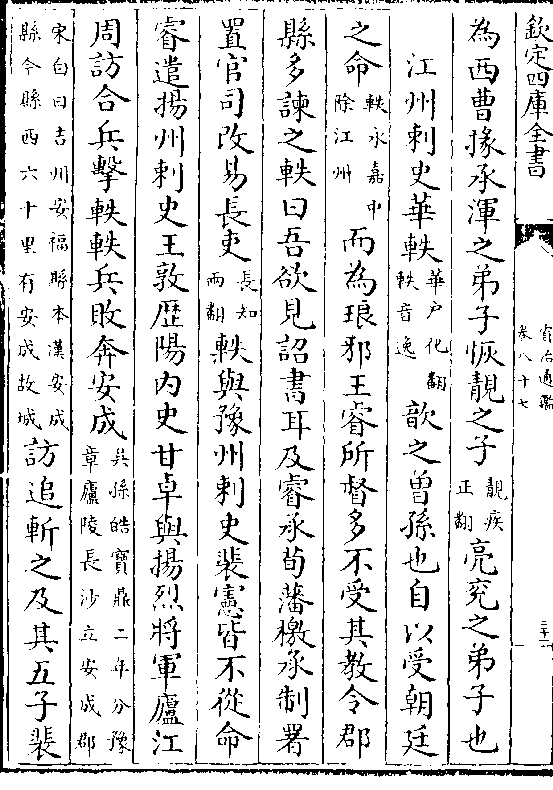 欽定四庫全書
資治通鑑
卷八十七
三十一
為西曹掾承渾之弟子恢靚之子靚疾正翻亮兖之弟子也
江州刺史華軼華户化翻軼音逸歆之曽孫也自以受朝廷
之命軼永嘉中除江州而為琅邪王睿所督多不受其教令郡
縣多諫之軼曰吾欲見詔書耳及睿承荀藩檄承制署
置官司改易長吏長知兩翻軼與豫州刺史裴憲皆不從命
睿遣揚州刺史王敦歴陽内史甘卓與揚烈將軍廬江
周訪合兵擊軼軼兵敗奔安成吳孫皓寶鼎二年分豫章廬陵長沙立安成郡
宋白曰吉州安福縣本漢安成縣今縣西六十里有安成故城訪追斬之及其五子裴